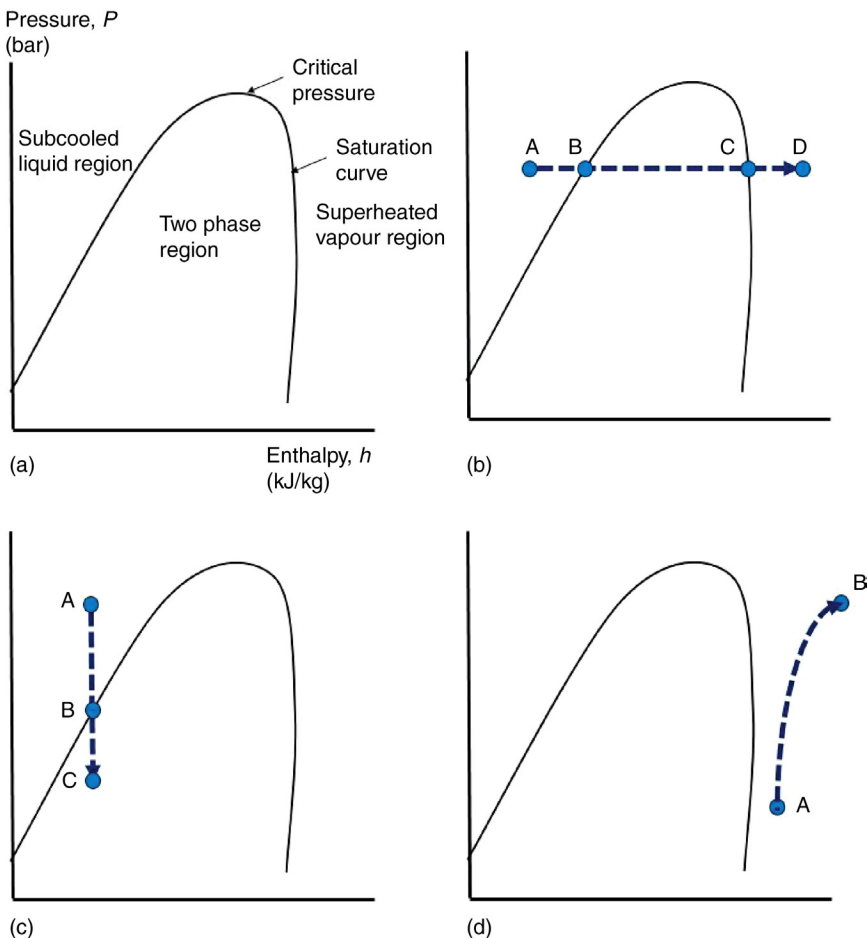 Pressure, P
(bar)
Critical
pressure
Subcooled
liquid region
Saturation
curve
Two phase
region
Superheated
vapour region
(a)
Enthalpy, h
(kJ/kg)
A
B
C
D
(b)
A
B
C
(c)
B
A
(d)